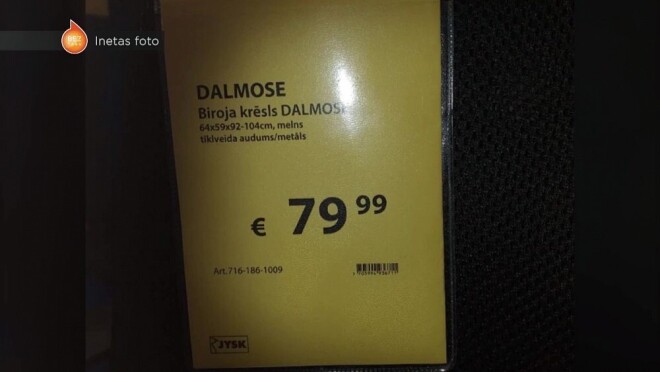 Inetas foto
DALMOSE
Biroja krēsls DALMOSE
64x59x92-104cm, melns
tīklveida audums/metāls
€ 79 99
Art.716-186-1009
JYSK